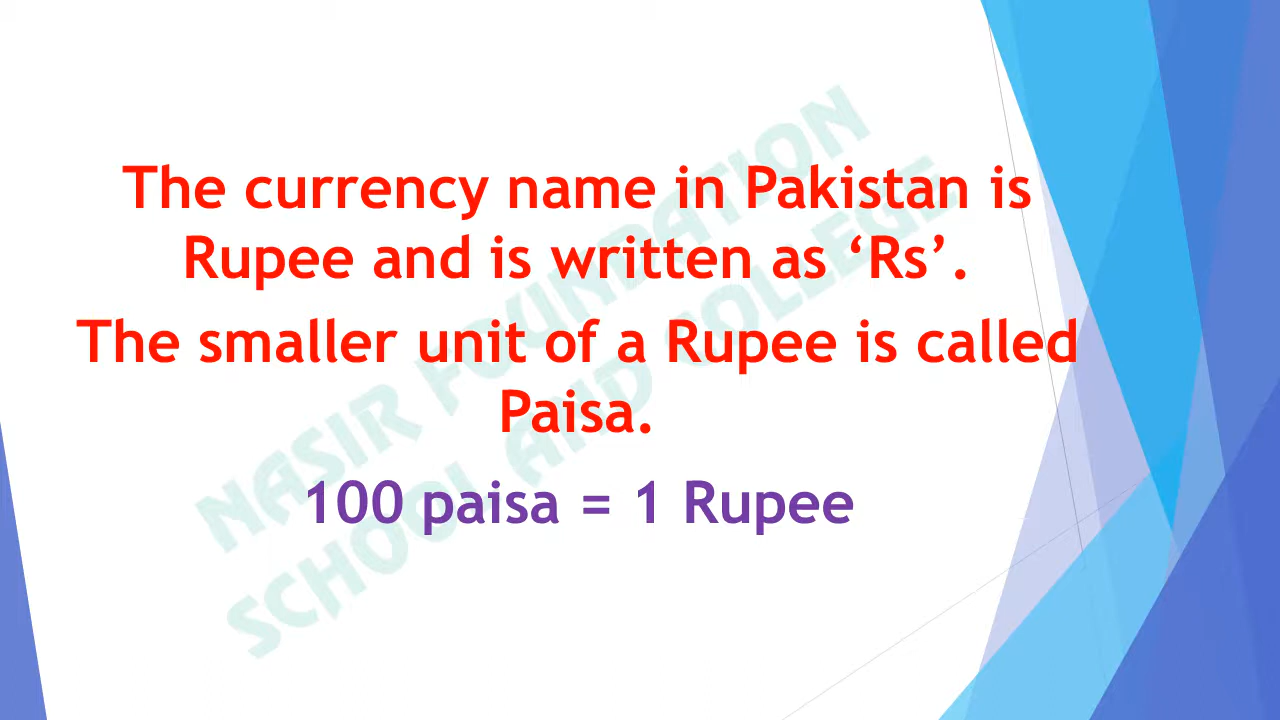 The currency name in Pakistan is
Rupee and is written as ‘Rs’.
The smaller unit of a Rupee is called
Paisa.
100 paisa = 1 Rupee
NASIR FOUNDATION
SCHOOL AND COLLEGE